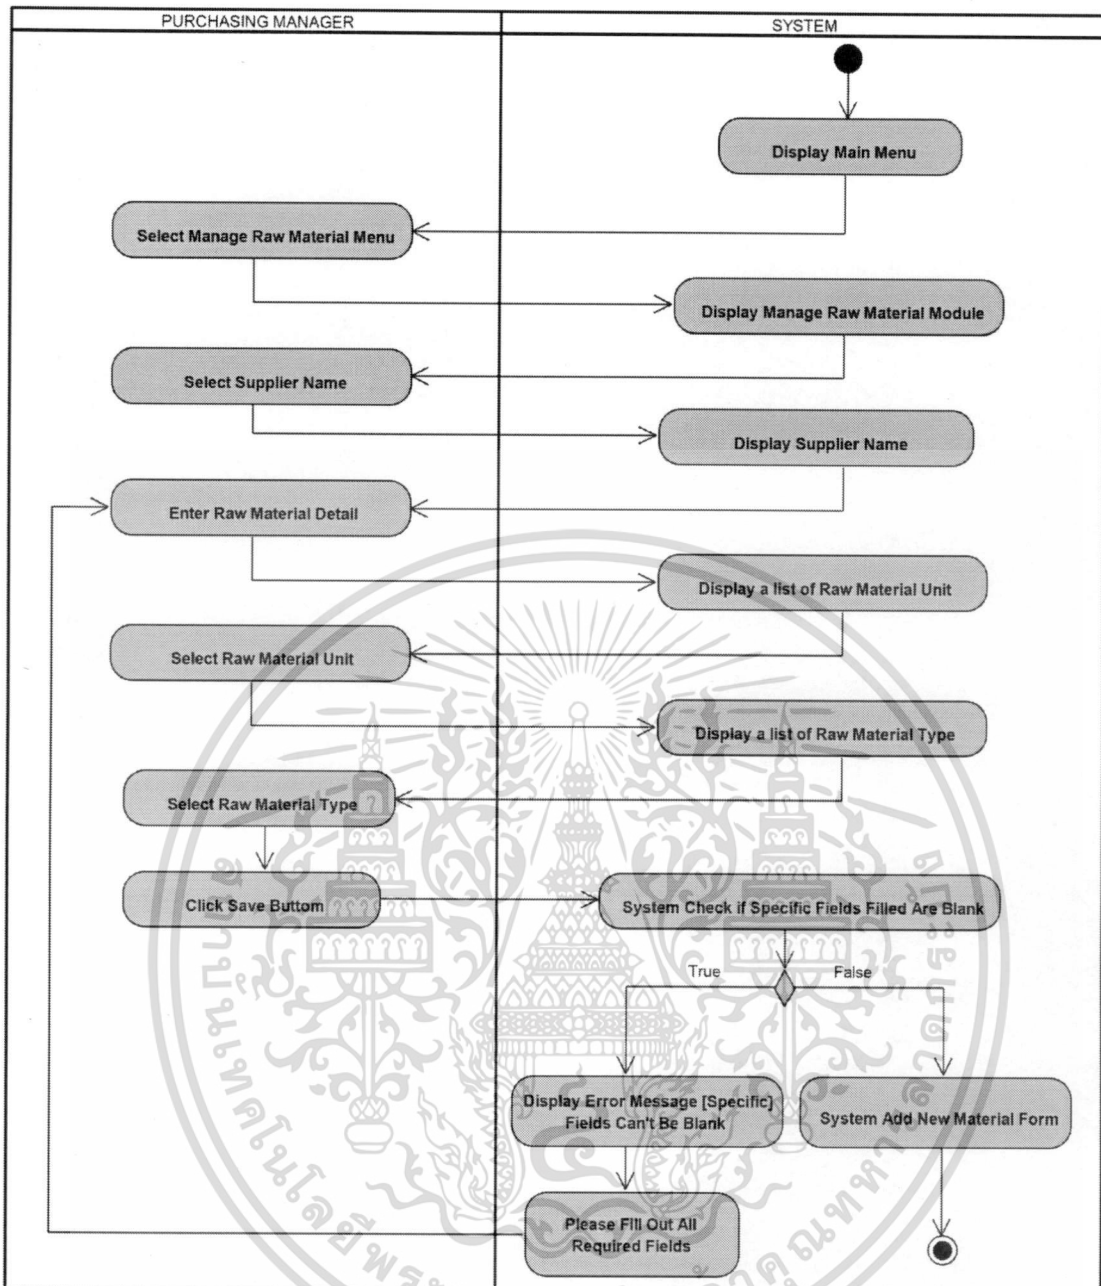 PURCHASING MANAGER
SYSTEM
Display Main Menu
Select Manage Raw Material Menu
Display Manage Raw Material Module
Select Supplier Name
Display Supplier Name
Enter Raw Material Detail
Display a list of Raw Material Unit
Select Raw Material Unit
Display a list of Raw Material Type
Select Raw Material Type
Click Save Buttom
System Check if Specific Fields Filled Are Blank
True
False
Display Error Message [Specific]
Fields Can't Be Blank
System Add New Material Form
Please Fill Out All
Required Fields